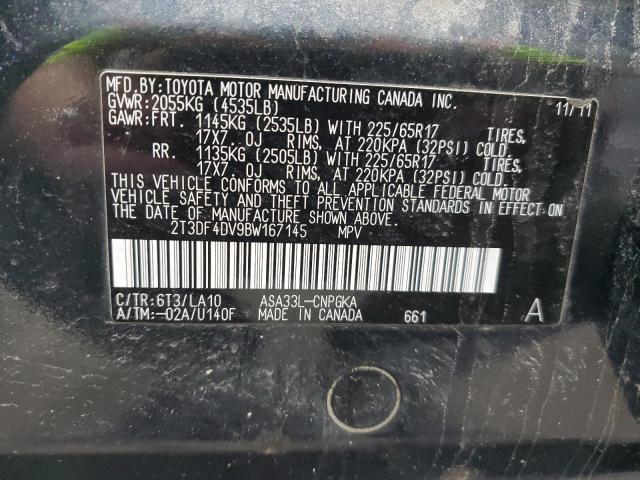 MFD.BY:TOYOTA MOTOR MANUFACTURING CANADA INC.
GVWR:2055KG (4535LB) 11/11
GAWR:FRT. 1145KG (2535LB) WITH 225/65R17 TIRES,
17X7.0J RIMS, AT 220KPA (32PSI) COLD.
RR. 1135KG (2505LB) WITH 225/65R17 TIRES,
17X7.0J RIMS, AT 220KPA (32PSI) COLD.
THIS VEHICLE CONFORMS TO ALL APPLICABLE FEDERAL MOTOR
VEHICLE SAFETY AND THEFT PREVENTION STANDARDS IN EFFECT ON
THE DATE OF MANUFACTURE SHOWN ABOVE.
2T3DF4DV9BW167145 MPV
C/TR:6T3/LA10 ASA33L-CNPGKA
A/TM:-02A/U140F MADE IN CANADA 661 A